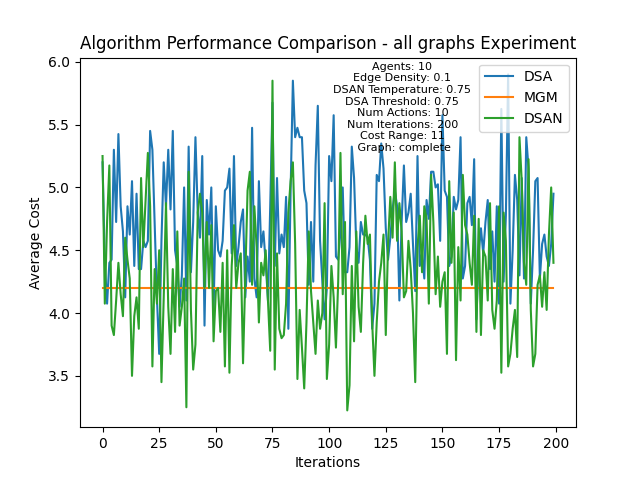 Algorithm Performance Comparison - all graphs Experiment
Agents: 10
Edge Density: 0.1
DSAN Temperature: 0.75
DSA Threshold: 0.75
Num Actions: 10
Num Iterations: 200
Cost Range: 11
Graph: complete
DSA
MGM
DSAN
6.0
5.5
5.0
4.5
4.0
3.5
Average Cost
0
25
50
75
100
125
150
175
200
Iterations